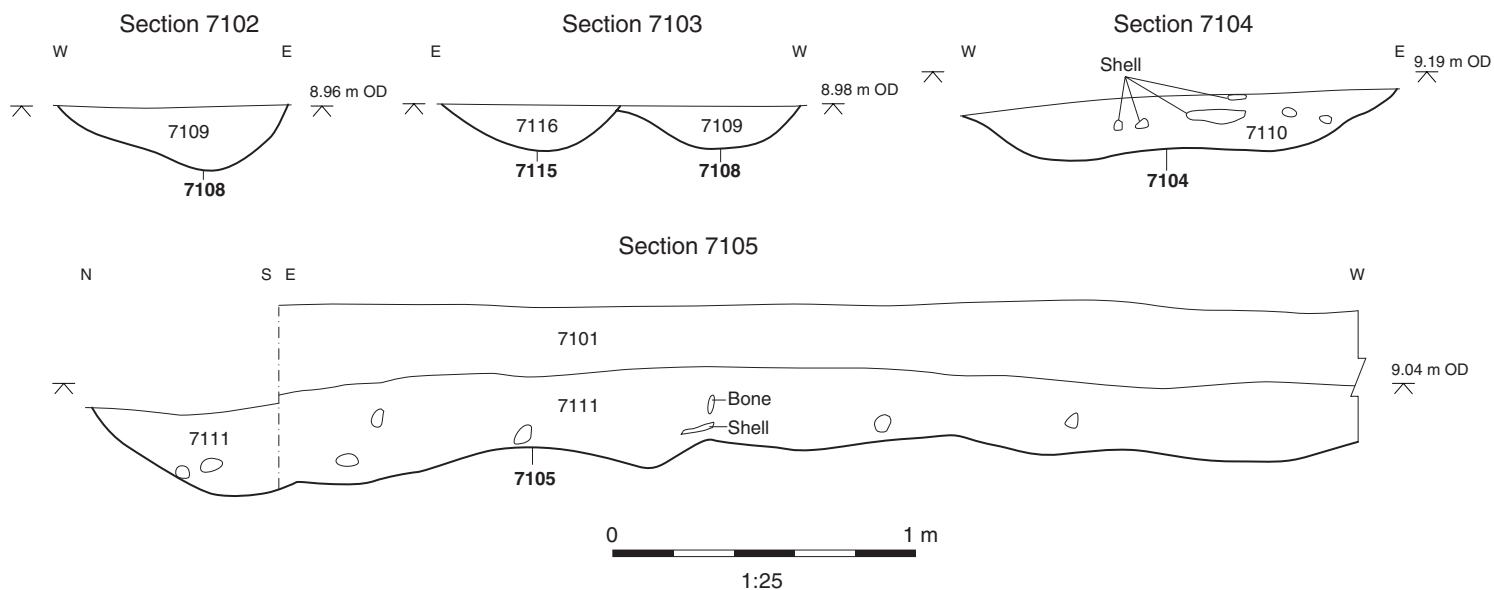 Section 7102
W E
8.96 m OD
7109
7108
Section 7103
E W
8.98 m OD
7116 7109
7115 7108
Section 7104
W E
9.19 m OD
Shell
7110
7104
Section 7105
N S E W
7101
9.04 m OD
7111 7111
Bone
Shell
7105
0 1 m
1:25